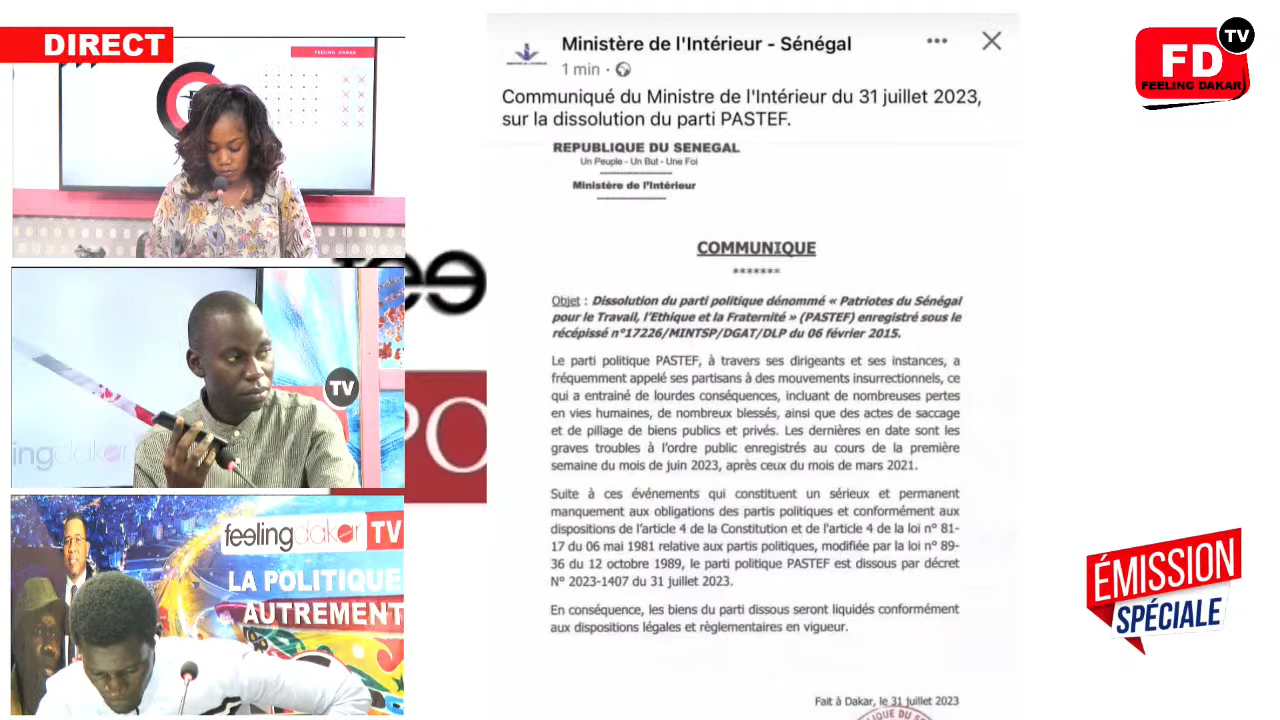 DIRECT
FEELING DAKAR
TV
FD
FEELING DAKAR
Ministère de l'Intérieur - Sénégal
1 min ·
Communiqué du Ministre de l'Intérieur du 31 juillet 2023,
sur la dissolution du parti PASTEF.
REPUBLIQUE DU SENEGAL
Un Peuple - Un But - Une Foi
Ministère de l'Intérieur
COMMUNIQUE
*******
Objet : Dissolution du parti politique dénommé « Patriotes du Sénégal
pour le Travail, l'Ethique et la Fraternité » (PASTEF) enregistré sous le
récépissé n°17226/MINTSP/DGAT/DLP du 06 février 2015.
Le parti politique PASTEF, à travers ses dirigeants et ses instances, a
fréquemment appelé ses partisans à des mouvements insurrectionnels, ce
qui a entrainé de lourdes conséquences, incluant de nombreuses pertes
en vies humaines, de nombreux blessés, ainsi que des actes de saccage
et de pillage de biens publics et privés. Les dernières en date sont les
graves troubles à l'ordre public enregistrés au cours de la première
semaine du mois de juin 2023, après ceux du mois de mars 2021.
Suite à ces événements qui constituent un sérieux et permanent
manquement aux obligations des partis politiques et conformément aux
dispositions de l'article 4 de la Constitution et de l'article 4 de la loi n° 81-
17 du 06 mai 1981 relative aux partis politiques, modifiée par la loi n° 89-
36 du 12 octobre 1989, le parti politique PASTEF est dissous par décret
N° 2023-1407 du 31 juillet 2023.
En conséquence, les biens du parti dissous seront liquidés conformément
aux dispositions légales et règlementaires en vigueur.
Fait à Dakar, le 31 juillet 2023
TV
ingdakar
feelingdakar TV
LA POLITIQUE
AUTREMENT
PO
ÉMISSION
SPÉCIALE